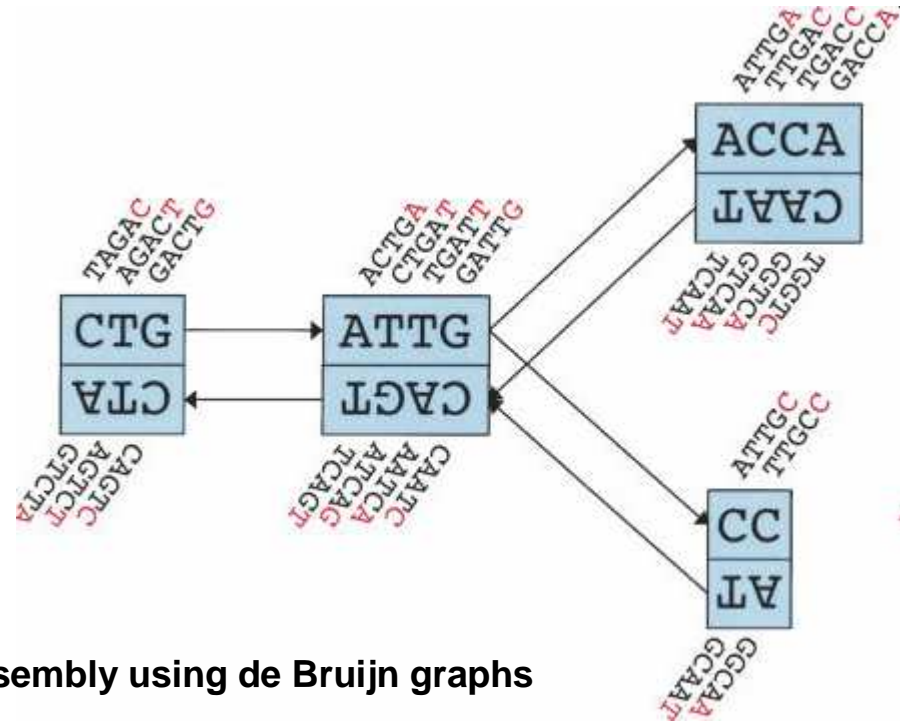 ATTGA
TTGAC
TGACC
GACCA
ACCA
CAAT
TCAAT
GTCAA
GGTCA
TGGTC
TAGAC
AGACT
GACTG
CTG
CTA
GTCTA
AGTCT
CAGTC
ACTGA
CTGAT
TGATT
GATTG
ATTG
CAGT
TCAGT
ATCAG
AATCA
CAATC
ATTGC
TTGCC
CC
AT
GCAAT
GGCAA
sembly using de Bruijn graphs